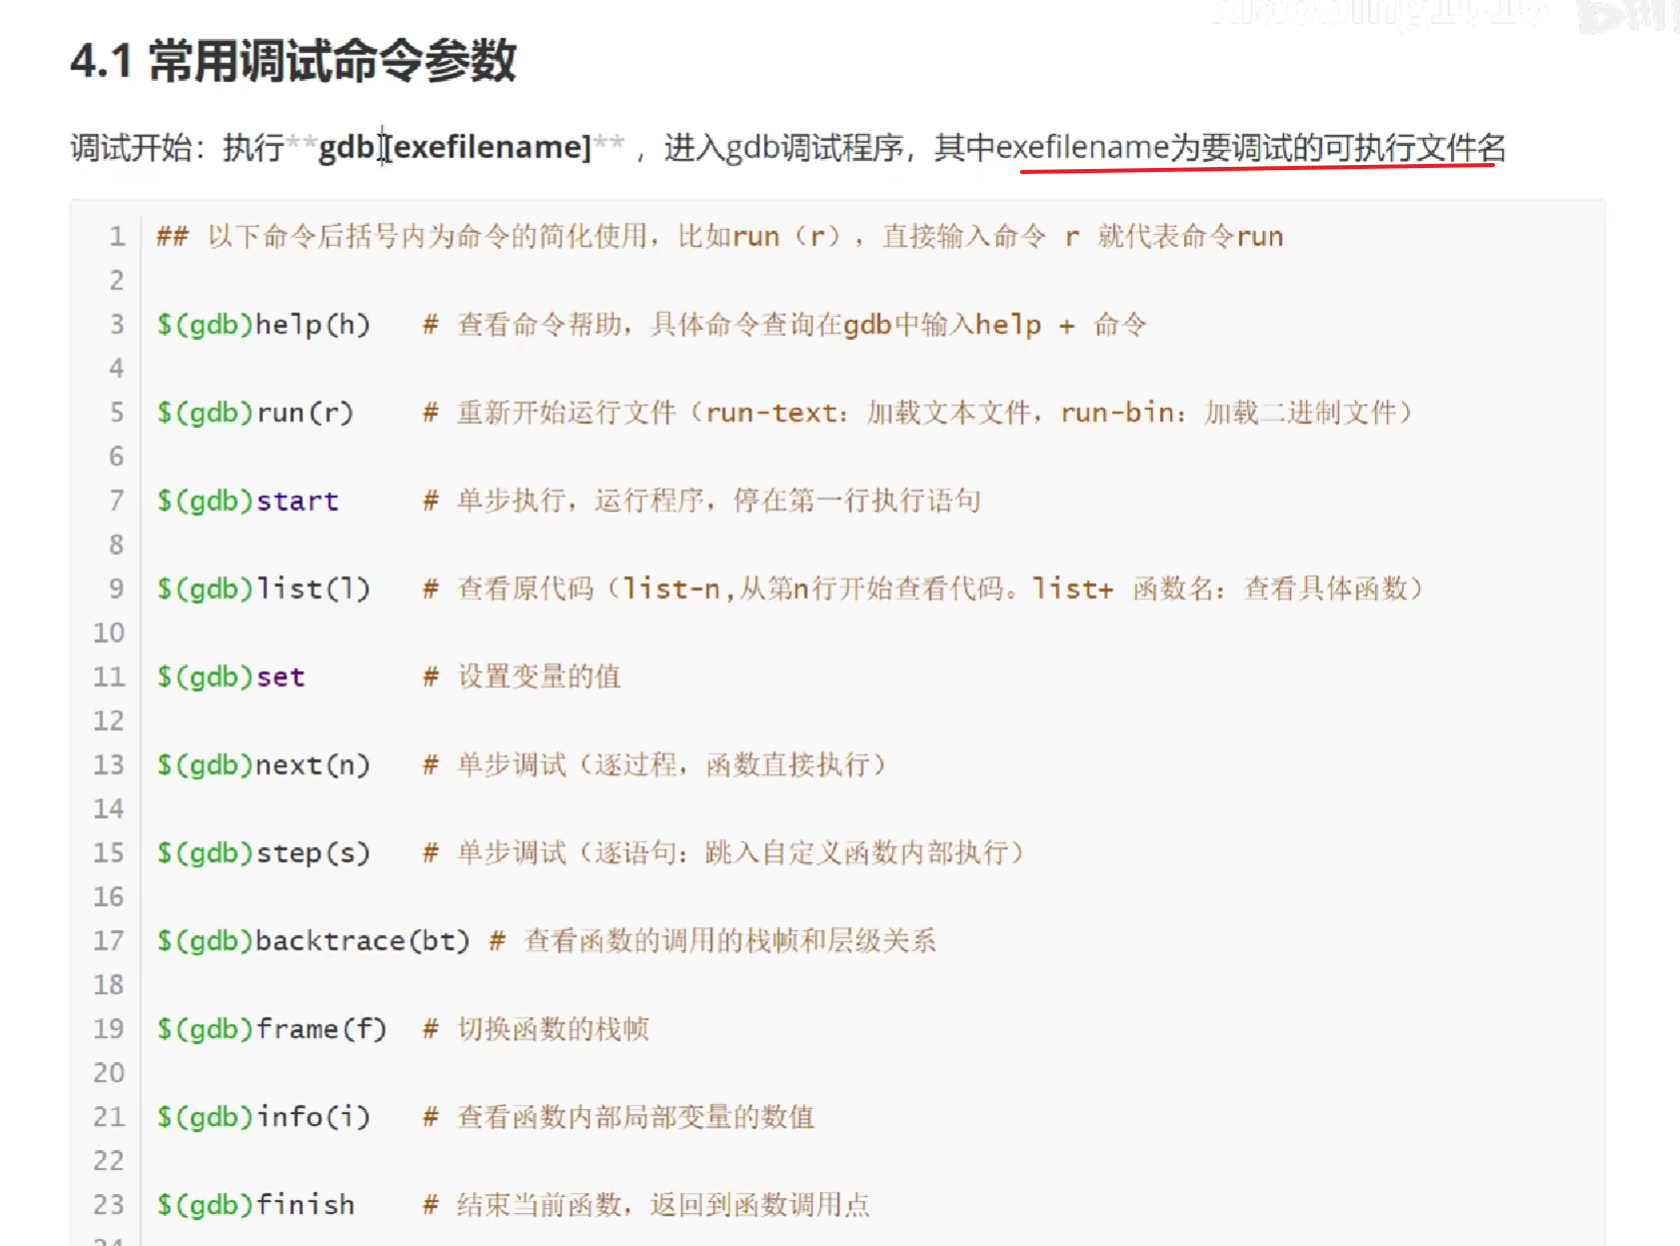 4.1 常用调试命令参数
调试开始：执行**gdb [exefilename]** ，进入gdb调试程序，其中exefilename为要调试的可执行文件名
1 ## 以下命令后括号内为命令的简化使用，比如run（r），直接输入命令 r 就代表命令run
2
3 $(gdb)help(h) # 查看命令帮助，具体命令查询在gdb中输入help + 命令
4
5 $(gdb)run(r) # 重新开始运行文件（run-text：加载文本文件，run-bin：加载二进制文件）
6
7 $(gdb)start # 单步执行，运行程序，停在第一行执行语句
8
9 $(gdb)list(l) # 查看原代码（list-n,从第n行开始查看代码。list+ 函数名：查看具体函数）
10
11 $(gdb)set # 设置变量的值
12
13 $(gdb)next(n) # 单步调试（逐过程，函数直接执行）
14
15 $(gdb)step(s) # 单步调试（逐语句：跳入自定义函数内部执行）
16
17 $(gdb)backtrace(bt) # 查看函数的调用的栈帧和层级关系
18
19 $(gdb)frame(f) # 切换函数的栈帧
20
21 $(gdb)info(i) # 查看函数内部局部变量的数值
22
23 $(gdb)finish # 结束当前函数，返回到函数调用点